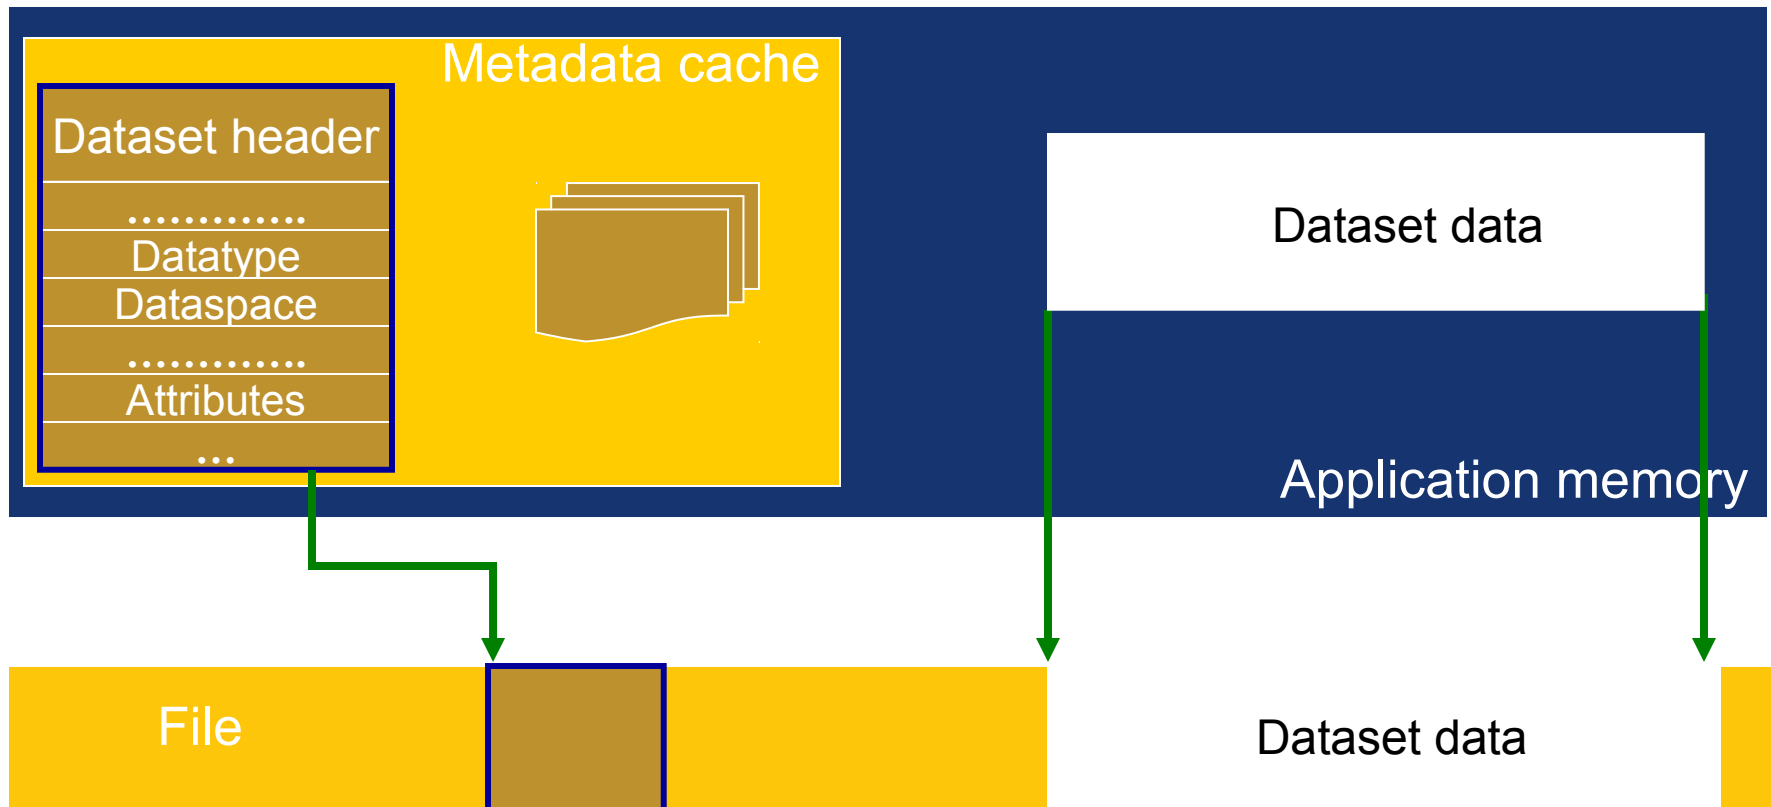 Metadata cache
Dataset header
………….
Datatype
Dataspace
………….
Attributes
…
Dataset data
Application memory
File
Dataset data